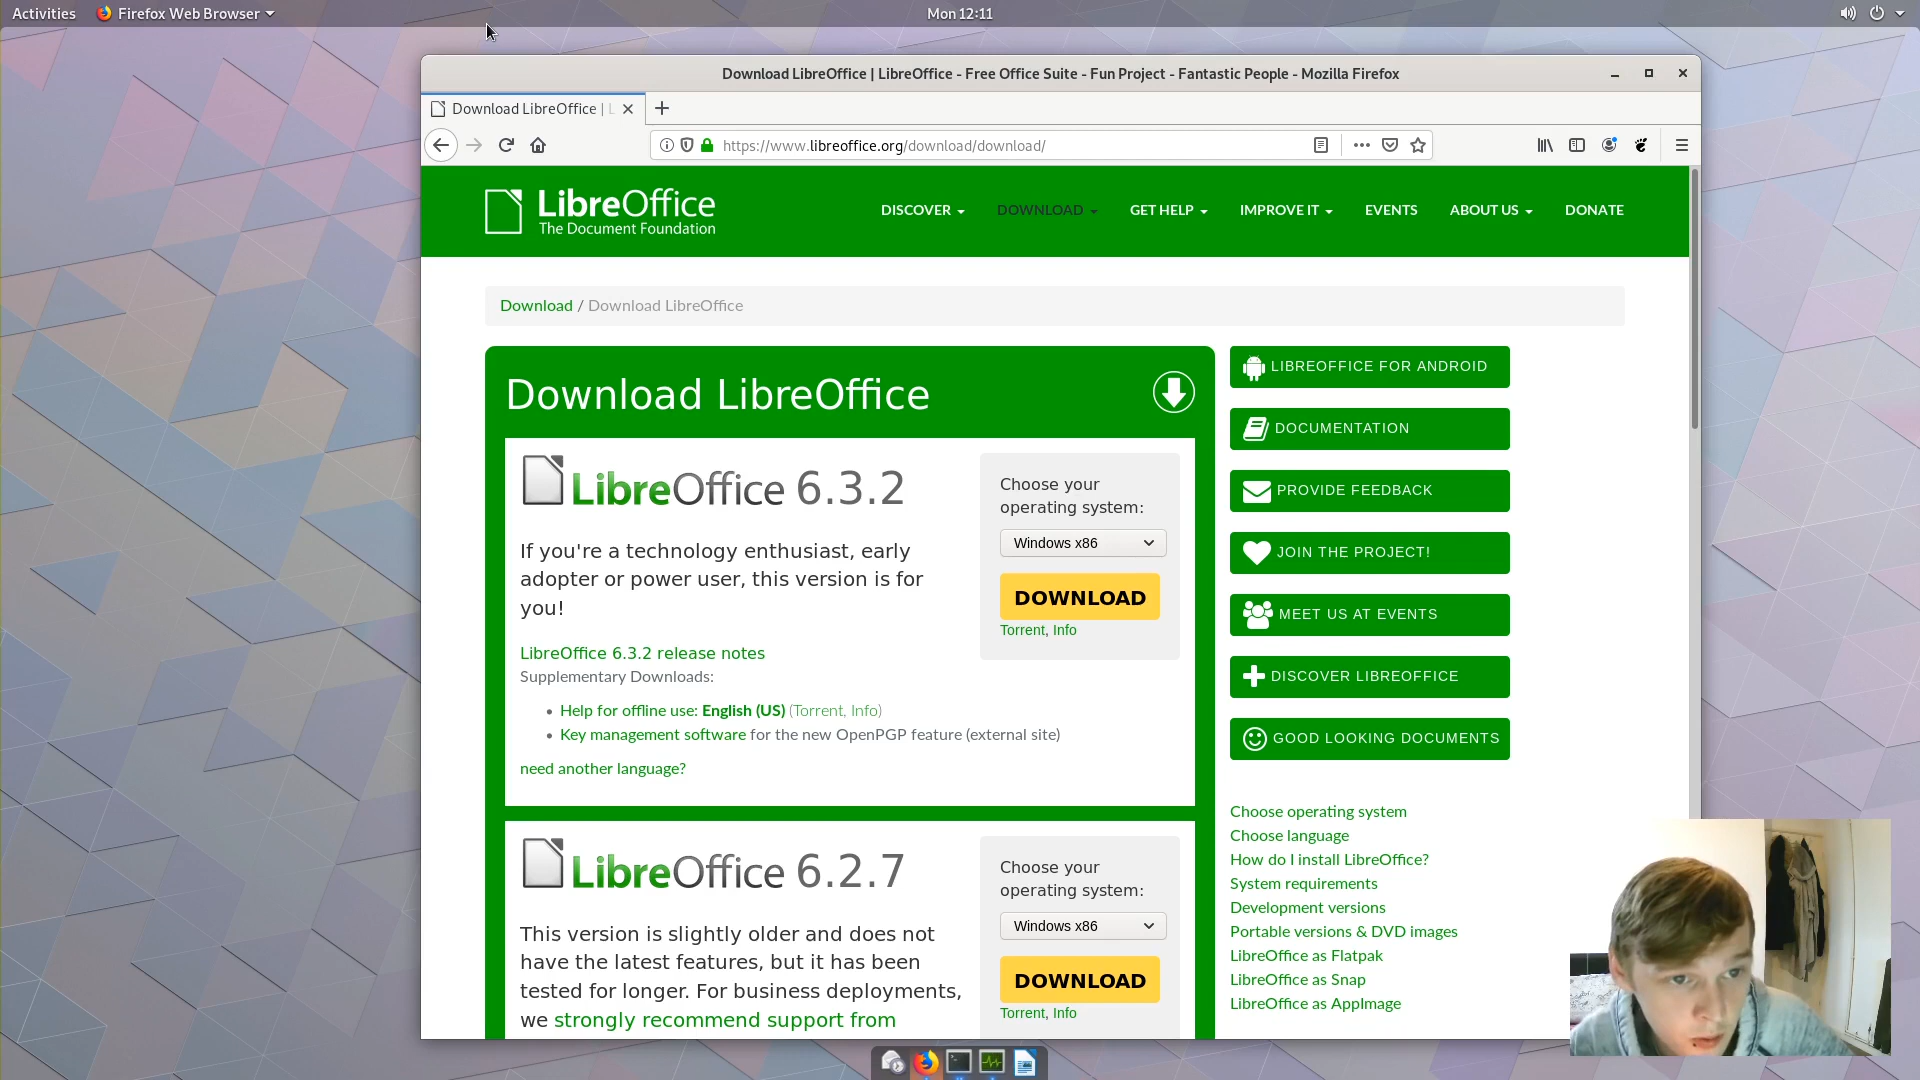 Activities
Firefox Web Browser
Mon 12:11
Download LibreOffice | LibreOffice - Free Office Suite - Fun Project - Fantastic People - Mozilla Firefox
Download LibreOffice | L
https://www.libreoffice.org/download/download/
LibreOffice
The Document Foundation
DISCOVER
DOWNLOAD
GET HELP
IMPROVE IT
EVENTS
ABOUT US
DONATE
Download / Download LibreOffice
Download LibreOffice
LibreOffice 6.3.2
If you're a technology enthusiast, early
adopter or power user, this version is for
you!
LibreOffice 6.3.2 release notes
Supplementary Downloads:
Help for offline use: English (US) (Torrent, Info)
Key management software for the new OpenPGP feature (external site)
need another language?
Choose your
operating system:
Windows x86
DOWNLOAD
Torrent, Info
LibreOffice 6.2.7
This version is slightly older and does not
have the latest features, but it has been
tested for longer. For business deployments,
we strongly recommend support from
Choose your
operating system:
Windows x86
DOWNLOAD
Torrent, Info
LIBREOFFICE FOR ANDROID
DOCUMENTATION
PROVIDE FEEDBACK
JOIN THE PROJECT!
MEET US AT EVENTS
DISCOVER LIBREOFFICE
GOOD LOOKING DOCUMENTS
Choose operating system
Choose language
How do I install LibreOffice?
System requirements
Development versions
Portable versions & DVD images
LibreOffice as Flatpak
LibreOffice as Snap
LibreOffice as AppImage